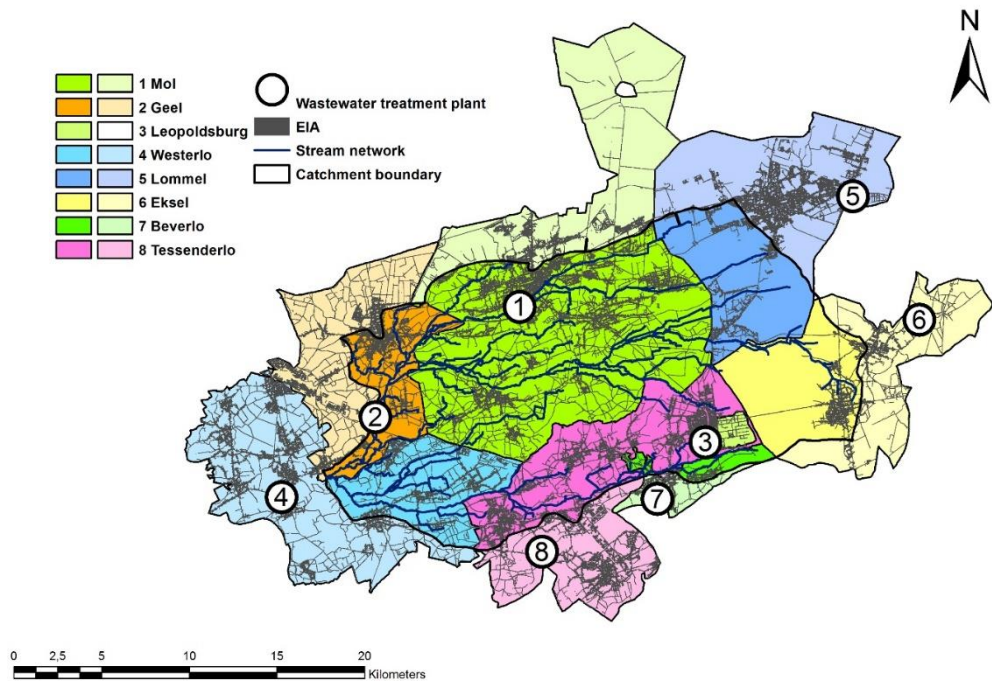 N
1 Mol
2 Geel
3 Leopoldsburg
4 Westerlo
5 Lommel
6 Eksel
7 Beverlo
8 Tessenderlo
Wastewater treatment plant
EIA
Stream network
Catchment boundary
5
6
1
2
3
4
7
8
0 2,5 5 10 15 20
Kilometers